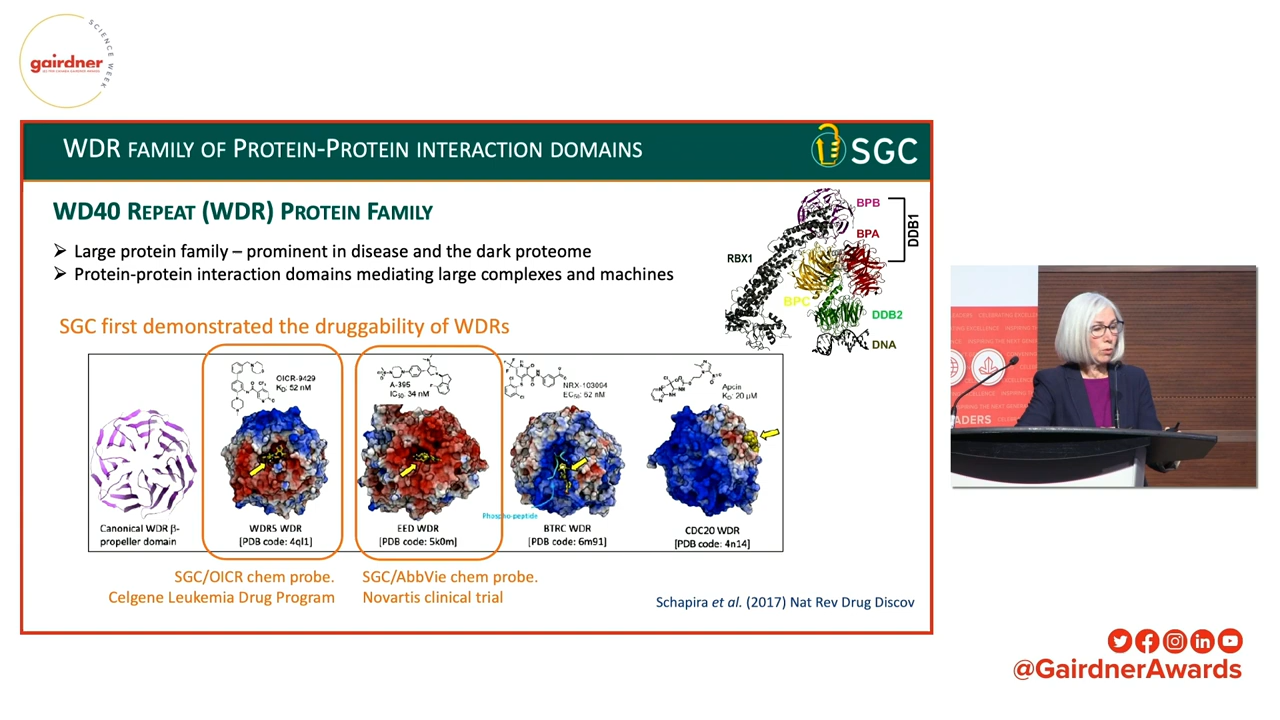 SCIENCE WEEK
gairdner
WDR FAMILY OF PROTEIN-PROTEIN INTERACTION DOMAINS
SGC
WD40 REPEAT (WDR) PROTEIN FAMILY
➢ Large protein family – prominent in disease and the dark proteome
➢ Protein-protein interaction domains mediating large complexes and machines
BPB
BPA
DDB1
RBX1
BPC
DDB2
DNA
SGC first demonstrated the druggability of WDRs
OICR-9429
KD: 52 nM
A-395
IC50: 34 nM
NRX-103094
EC50: 62 nM
Apcin
KD: 20 µM
Phospho-peptide
Canonical WDR β-
propeller domain
WDR5 WDR
[PDB code: 4ql1]
EED WDR
[PDB code: 5k0m]
BTRC WDR
[PDB code: 6m91]
CDC20 WDR
[PDB code: 4n14]
SGC/OICR chem probe.
Celgene Leukemia Drug Program
SGC/AbbVie chem probe.
Novartis clinical trial
Schapira et al. (2017) Nat Rev Drug Discov
@GairdnerAwards